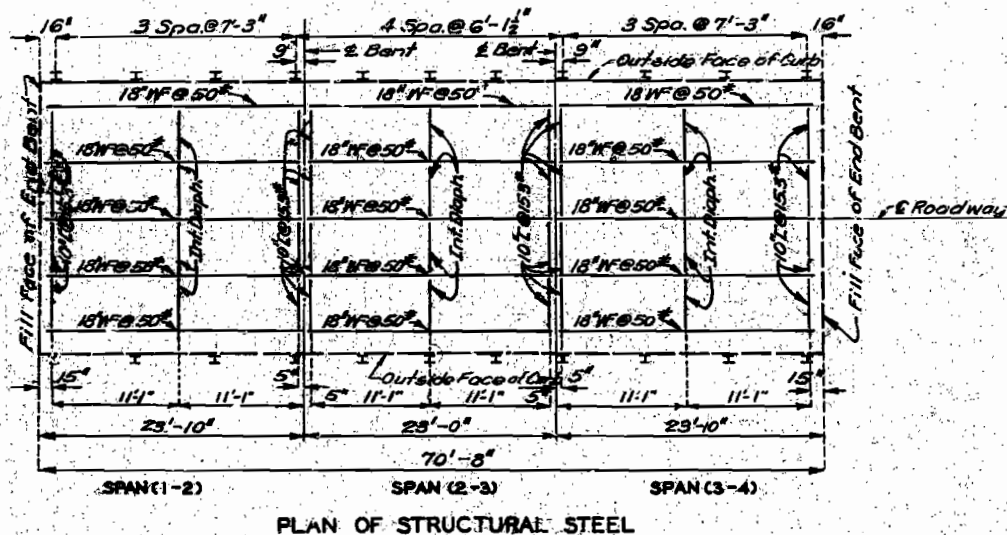 16" 3 Spa.@7'-3" 4 Spa.@6'-1½" 3 Spa.@7'-3" 16"
9" ℄ Bent ℄ Bent 9"
Outside Face of Curb
18"WF@50# 18"WF@50# 18"WF@50#
18"WF@50# 18"WF@50# 18"WF@50#
18"WF@50# 18"WF@50# 18"WF@50#
18"WF@50# 18"WF@50# 18"WF@50#
18"WF@50# 18"WF@50# 18"WF@50#
Fill Face of End Bent
Int. Diaph.
10"[@15.3#
Int. Diaph.
10"[@15.3#
Int. Diaph.
10"[@15.3#
Fill Face of End Bent
℄ Roadway
15" 5" Outside Face of Curb 5" 15"
11'-1" 11'-1" 5" 11'-1" 11'-1" 5" 11'-1" 11'-1"
23'-10" 23'-0" 23'-10"
70'-8"
SPAN (1-2) SPAN (2-3) SPAN (3-4)
PLAN OF STRUCTURAL STEEL